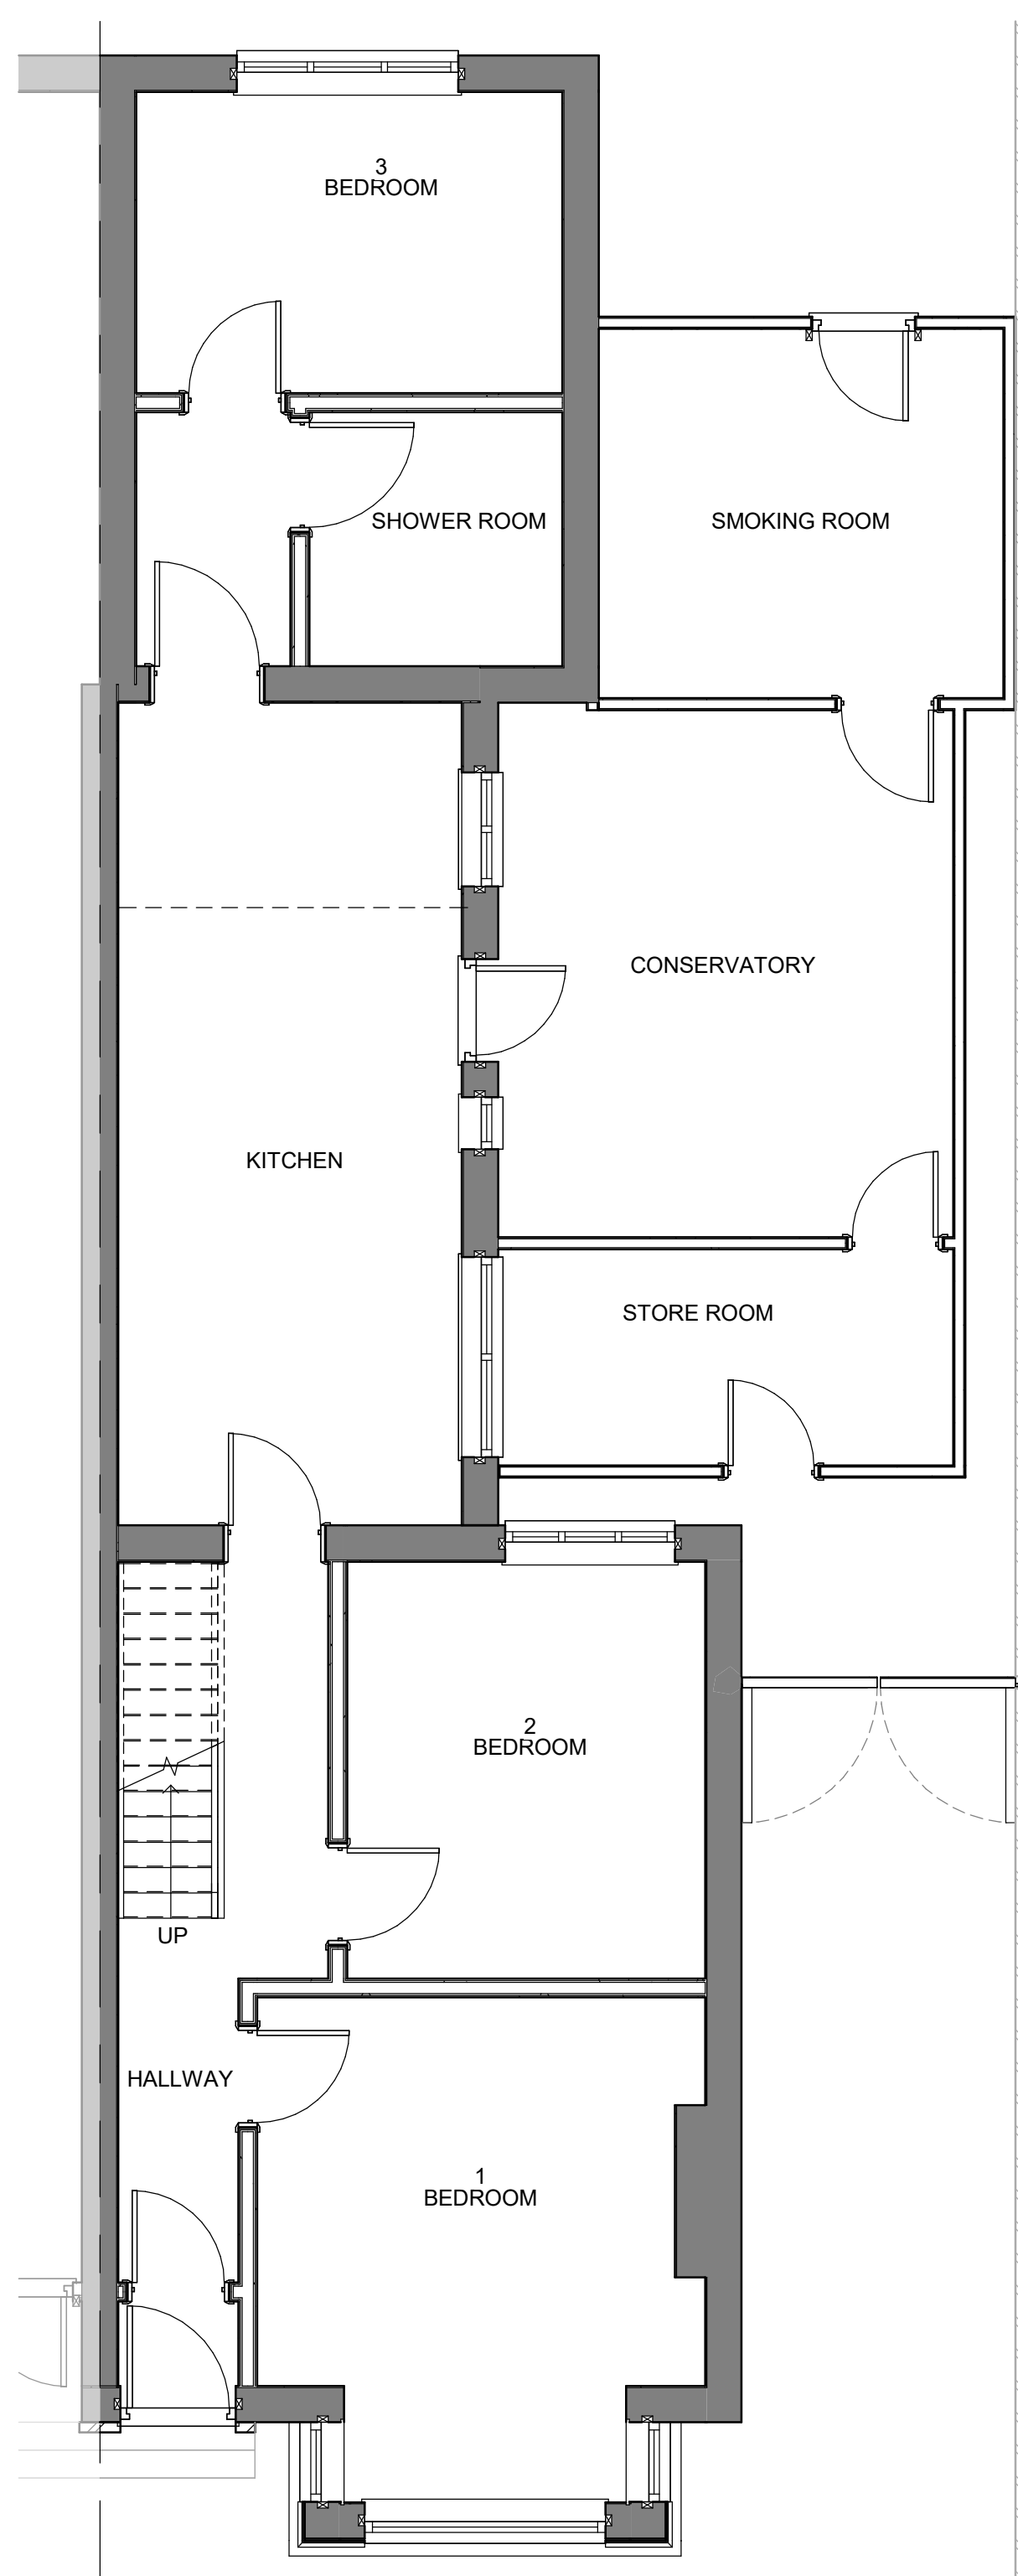 3
BEDROOM
SHOWER ROOM
SMOKING ROOM
CONSERVATORY
KITCHEN
STORE ROOM
2
BEDROOM
UP
HALLWAY
1
BEDROOM